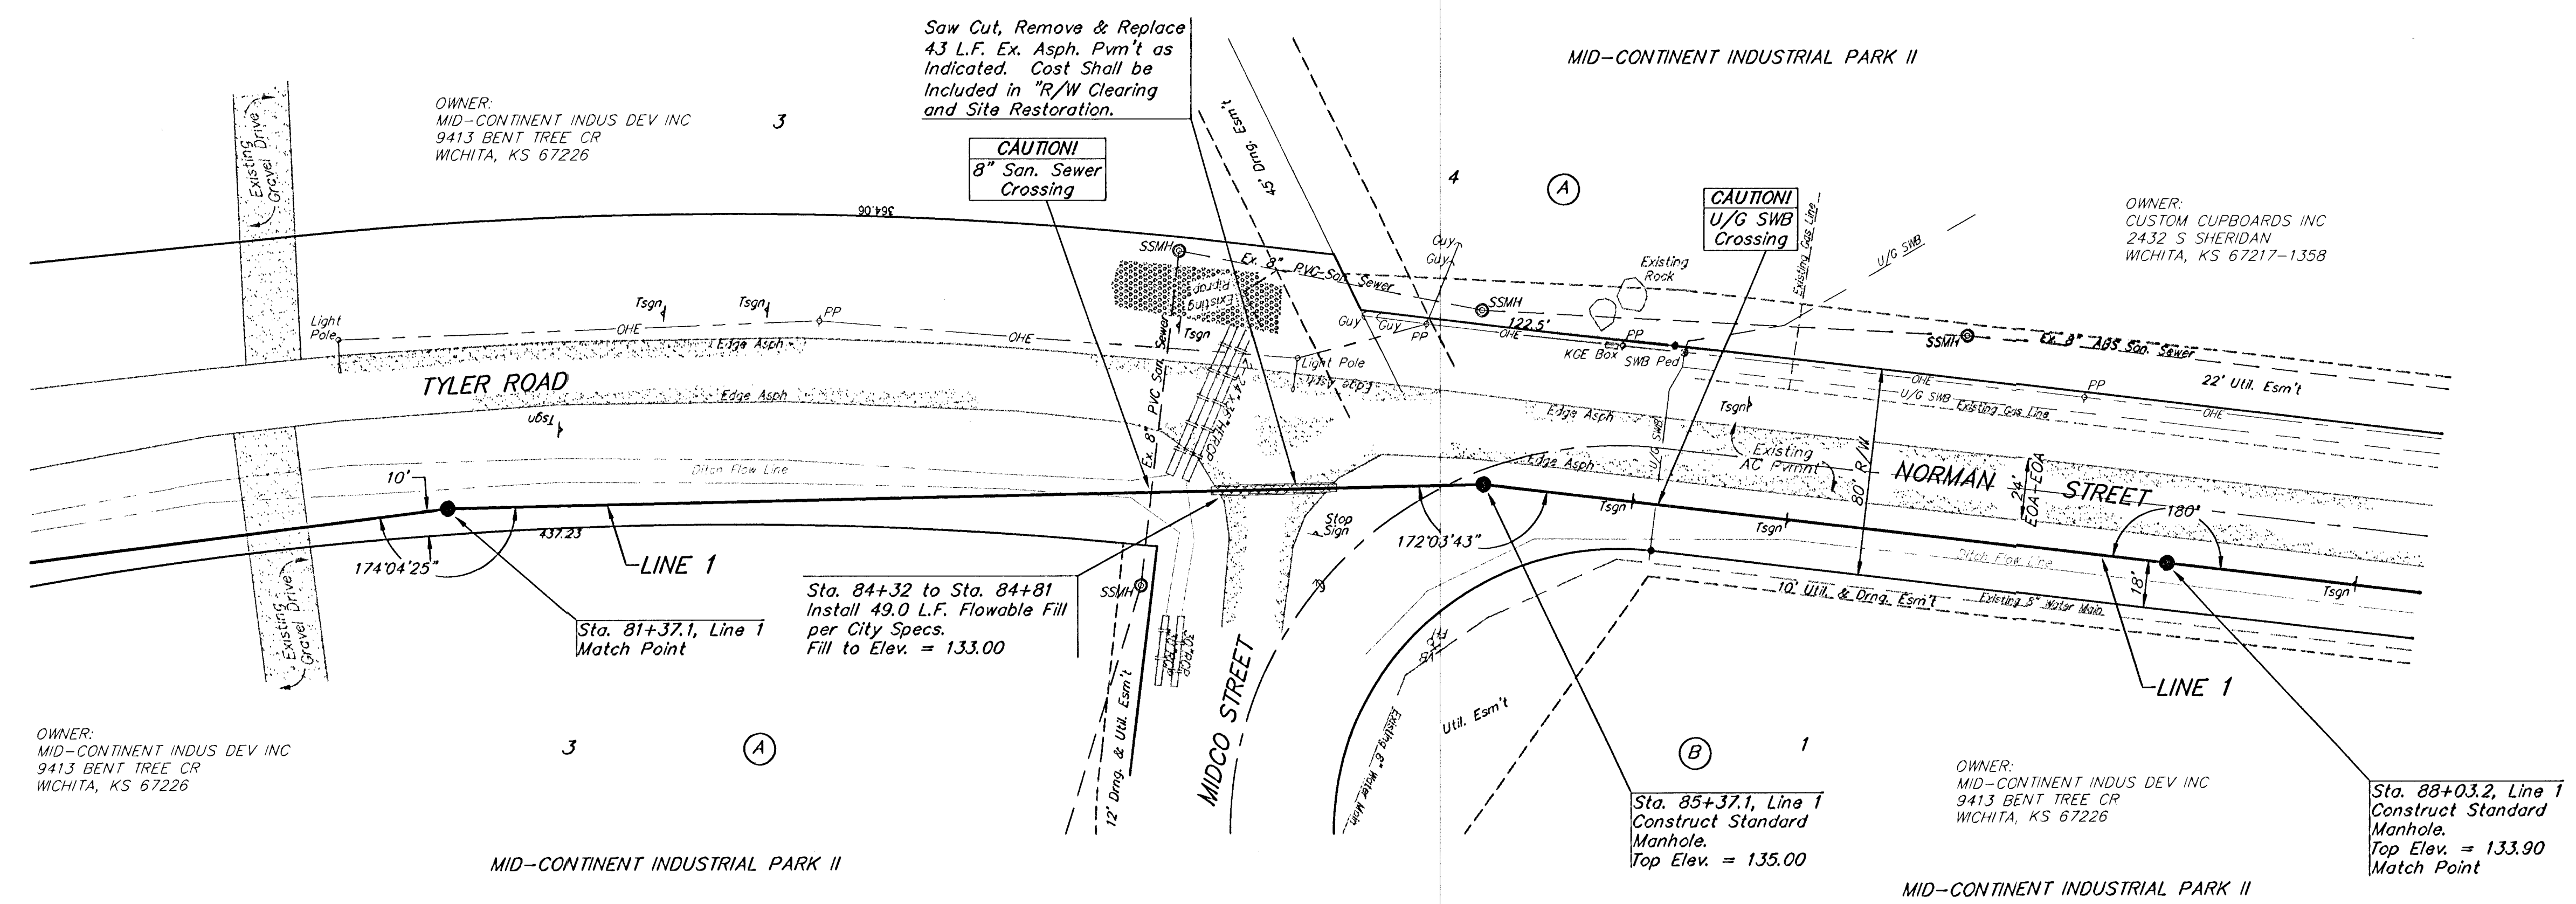 Saw Cut, Remove & Replace
43 L.F. Ex. Asph. Pvm't as
Indicated. Cost Shall be
Included in "R/W Clearing
and Site Restoration.
MID-CONTINENT INDUSTRIAL PARK II
OWNER:
MID-CONTINENT INDUS DEV INC
9413 BENT TREE CR
WICHITA, KS 67226
3
Existing
Gravel Drive
CAUTION!
8" San. Sewer
Crossing
45' Drng. Esm't
4
A
CAUTION!
U/G SWB
Crossing
Existing Gas Line
U/G SWB
OWNER:
CUSTOM CUPBOARDS INC
2432 S SHERIDAN
WICHITA, KS 67217-1358
364.06
SSMH
Ex. 8" PVC San. Sewer
Guy
Guy
Existing
Rock
Existing
Riprap
SSMH
Tsgn
Tsgn
PP
Light
Pole
OHE
OHE
Tsgn
Guy
Guy
PP
122.5'
OHE
PP
KGE Box
SWB Ped
SSMH
Ex. 8" ABS San. Sewer
22' Util. Esm't
Edge Asph
Light Pole
Edge Asph
TYLER ROAD
Edge Asph
Tsgn
Ex. 8" PVC San. Sewer
OHE
PP
U/G SWB
Existing Gas Line
OHE
Tsgn
Edge Asph
U/G SWB
Existing
AC Pvmnt
80' R/W
NORMAN STREET
24'
EOA-EOA
Ditch Flow Line
Edge Asph
10'
437.23
174°04'25"
LINE 1
Stop
Sign
172°03'43"
Tsgn
Tsgn
180°
Ditch Flow Line
18'
Tsgn
10' Util. & Drng. Esm't
Existing 8" Water Main
Existing
Gravel Drive
Sta. 81+37.1, Line 1
Match Point
Sta. 84+32 to Sta. 84+81
Install 49.0 L.F. Flowable Fill
per City Specs.
Fill to Elev. = 133.00
SSMH
12' Drng. & Util. Esm't
MIDCO STREET
Existing 8" Water Main
Util. Esm't
LINE 1
OWNER:
MID-CONTINENT INDUS DEV INC
9413 BENT TREE CR
WICHITA, KS 67226
3
A
B
1
Sta. 85+37.1, Line 1
Construct Standard
Manhole.
Top Elev. = 135.00
OWNER:
MID-CONTINENT INDUS DEV INC
9413 BENT TREE CR
WICHITA, KS 67226
Sta. 88+03.2, Line 1
Construct Standard
Manhole.
Top Elev. = 133.90
Match Point
MID-CONTINENT INDUSTRIAL PARK II
MID-CONTINENT INDUSTRIAL PARK II